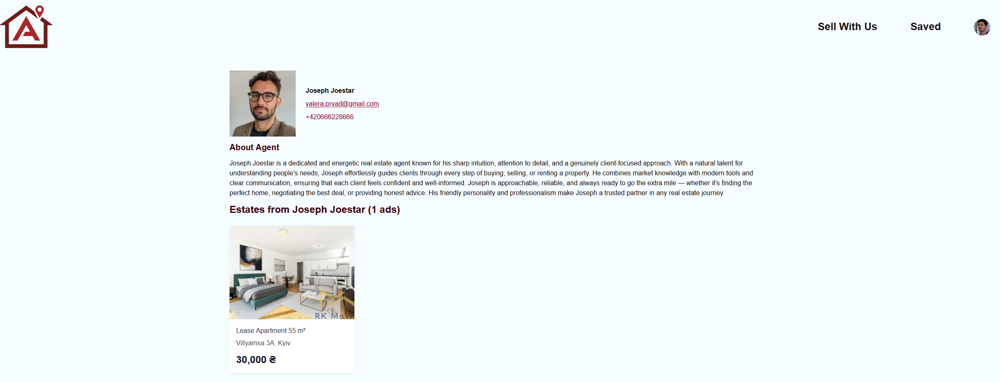 A
Sell With Us
Saved
Joseph Joestar
valera.pryad@gmail.com
+420666228666
About Agent
Joseph Joestar is a dedicated and energetic real estate agent known for his sharp intuition, attention to detail, and a genuinely client-focused approach. With a natural talent for
understanding people’s needs, Joseph effortlessly guides clients through every step of buying, selling, or renting a property. He combines market knowledge with modern tools and
clear communication, ensuring that each client feels confident and well-informed. Joseph is approachable, reliable, and always ready to go the extra mile — whether it’s finding the
perfect home, negotiating the best deal, or providing honest advice. His friendly personality and professionalism make Joseph a trusted partner in any real estate journey.
Estates from Joseph Joestar (1 ads)
RK MoW
Lease Apartment 55 m²
Villyamsa 3A, Kyiv
30,000 ₴